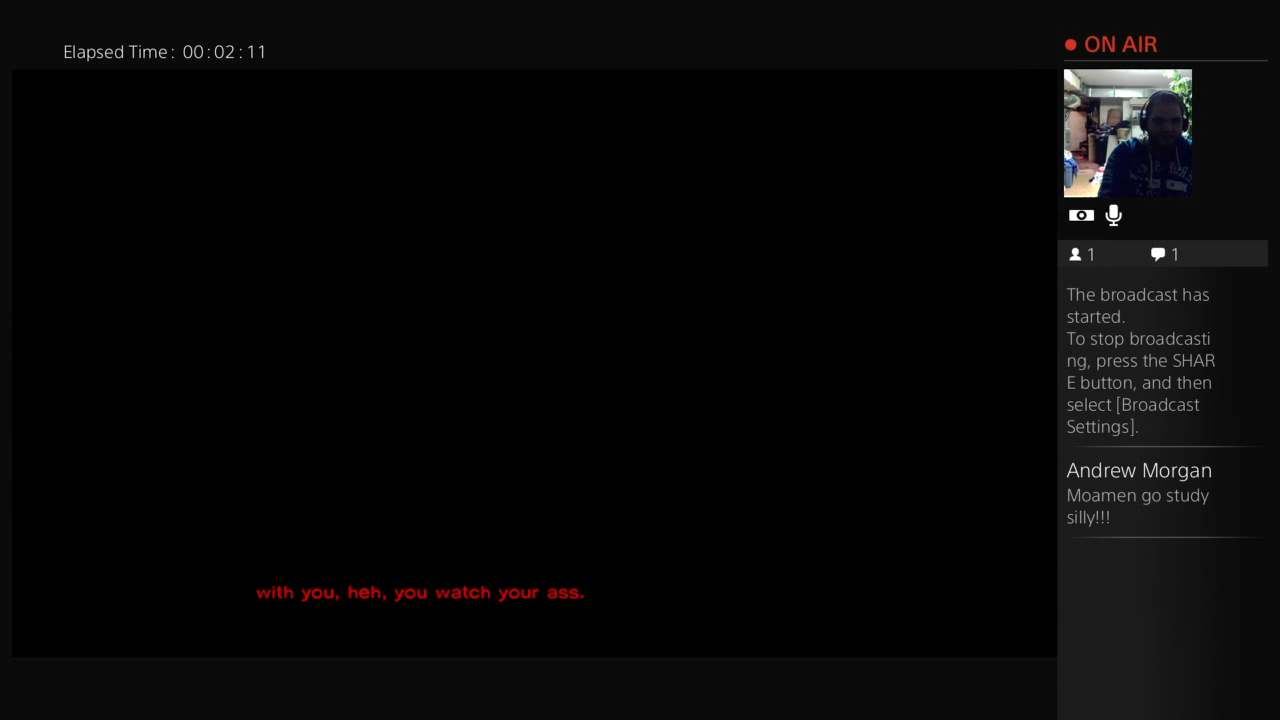 Elapsed Time: 00:02:11
ON AIR
1 1
The broadcast has
started.
To stop broadcasti
ng, press the SHAR
E button, and then
select [Broadcast
Settings].
Andrew Morgan
Moamen go study
silly!!!
with you, heh, you watch your ass.